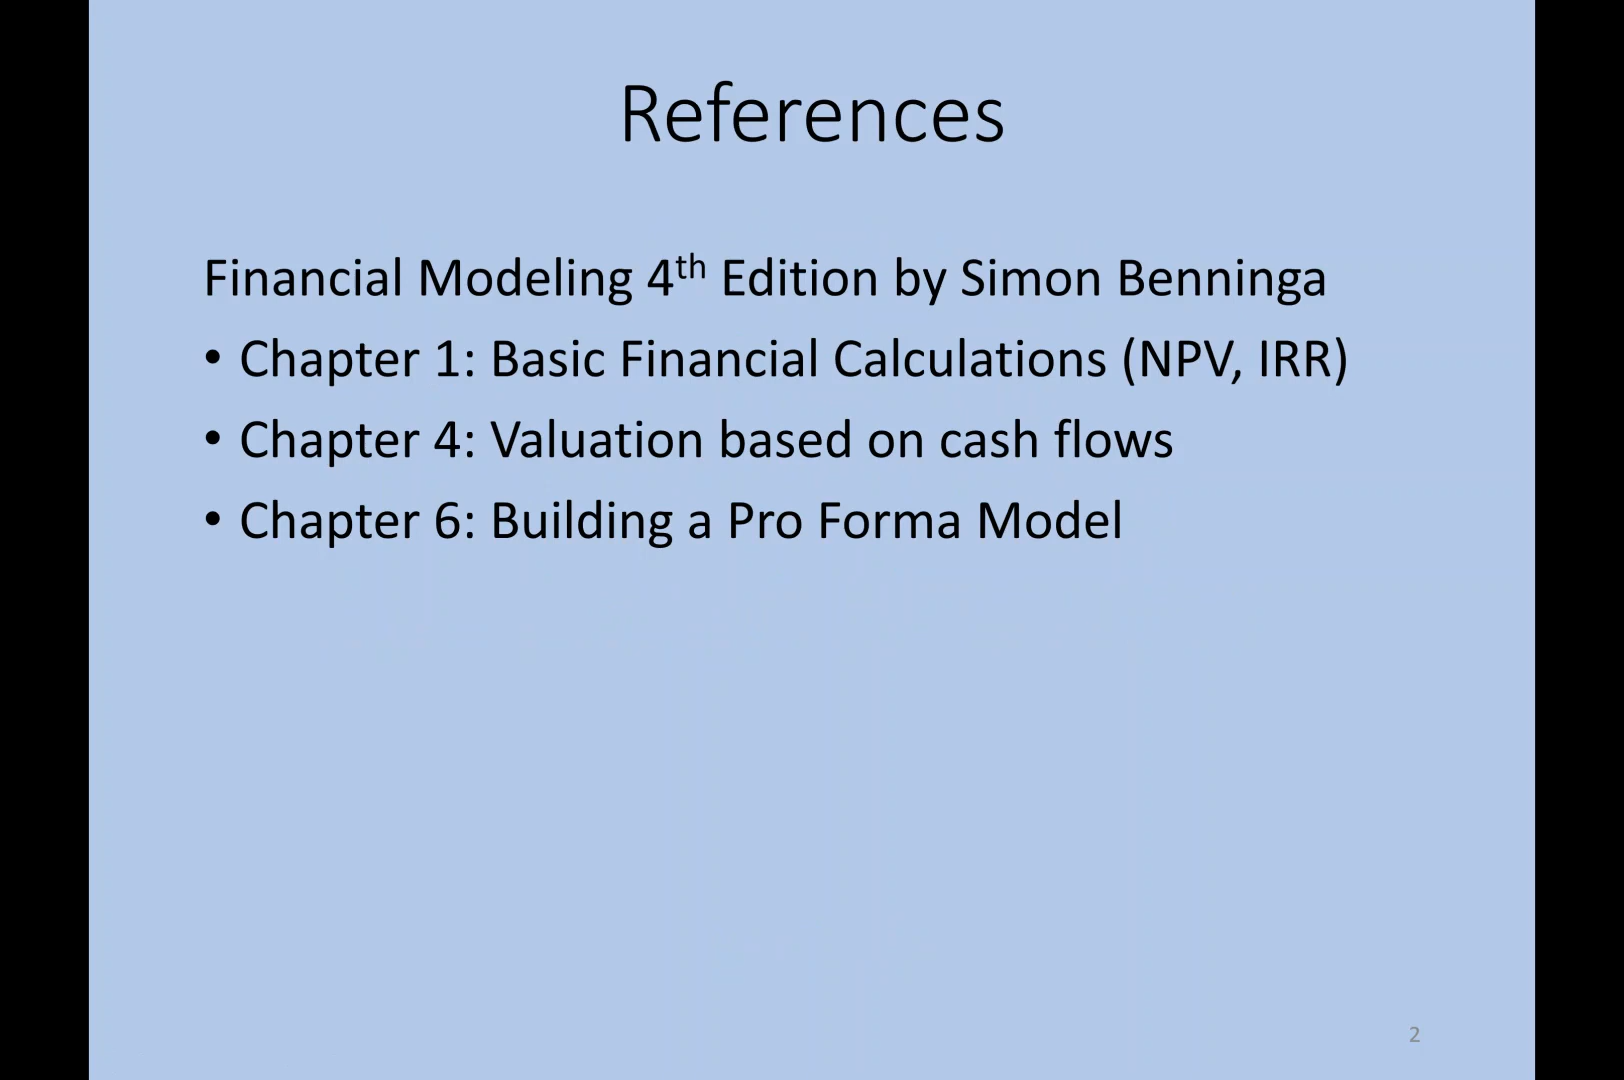 References
Financial Modeling 4th Edition by Simon Benninga
• Chapter 1: Basic Financial Calculations (NPV, IRR)
• Chapter 4: Valuation based on cash flows
• Chapter 6: Building a Pro Forma Model
2